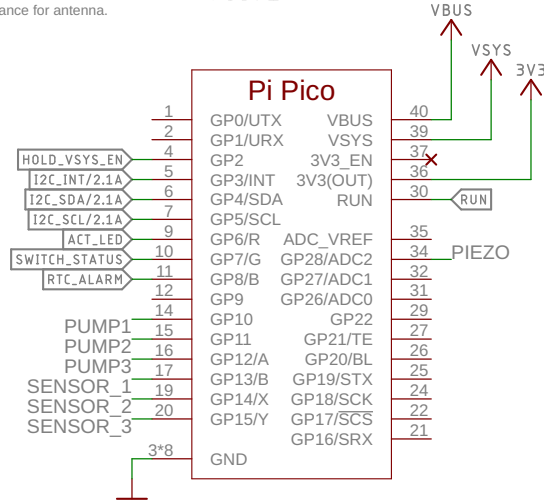 ance for antenna.
VBUS
VSYS
3V3
Pi Pico
1 GP0/UTX VBUS 40
2 GP1/URX VSYS 39
HOLD_VSYS_EN 4 GP2 3V3_EN 37
I2C_INT/2.1A 5 GP3/INT 3V3(OUT) 36
I2C_SDA/2.1A 6 GP4/SDA RUN 30 RUN
I2C_SCL/2.1A 7 GP5/SCL
ACT_LED 9 GP6/R ADC_VREF 35
SWITCH_STATUS 10 GP7/G GP28/ADC2 34 PIEZO
RTC_ALARM 11 GP8/B GP27/ADC1 32
12 GP9 GP26/ADC0 31
PUMP1 14 GP10 GP22 29
PUMP2 15 GP11 GP21/TE 27
PUMP3 16 GP12/A GP20/BL 26
SENSOR_1 17 GP13/B GP19/STX 25
SENSOR_2 19 GP14/X GP18/SCK 24
SENSOR_3 20 GP15/Y GP17/SCS 22
GP16/SRX 21
3*8 GND